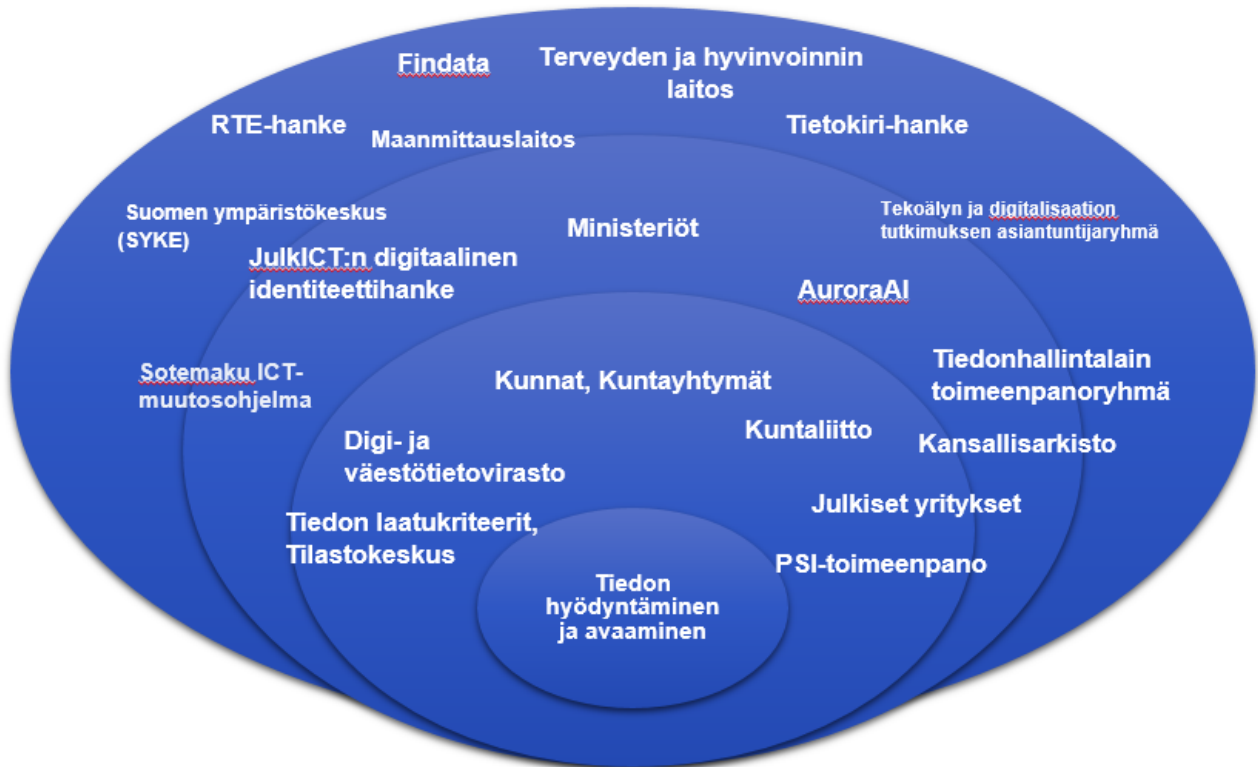 Findata
Terveyden ja hyvinvoinnin
laitos
RTE-hanke
Maanmittauslaitos
Tietokiri-hanke
Suomen ympäristökeskus
(SYKE)
Ministeriöt
Tekoälyn ja digitalisaation
tutkimuksen asiantuntijaryhmä
JulkICT:n digitaalinen
identiteettihanke
AuroraAI
Sotemaku ICT-
muutosohjelma
Kunnat, Kuntayhtymät
Tiedonhallintalain
toimeenpanoryhmä
Digi- ja
väestötietovirasto
Kuntaliitto
Kansallisarkisto
Tiedon laatukriteerit,
Tilastokeskus
Julkiset yritykset
PSI-toimeenpano
Tiedon
hyödyntäminen
ja avaaminen